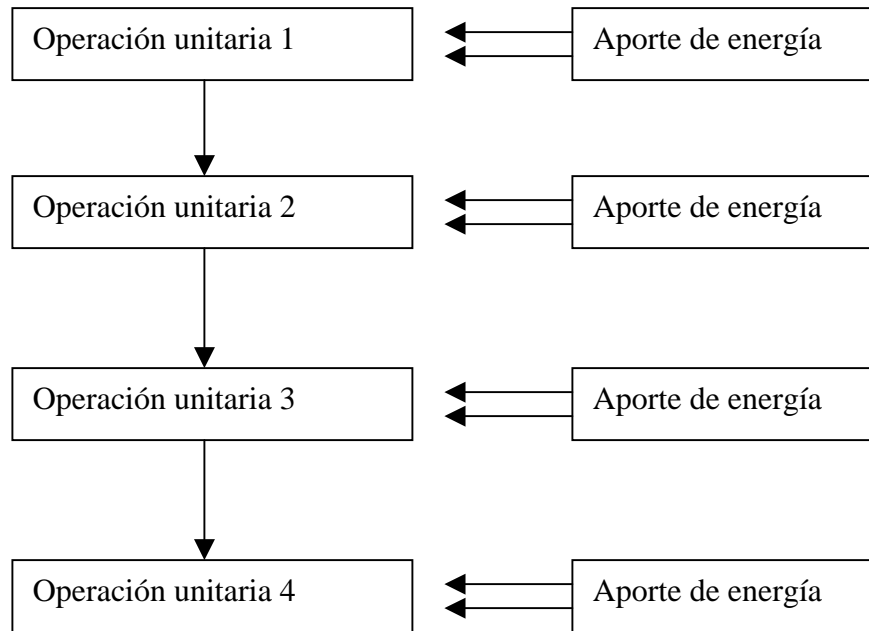 Operación unitaria 1
Aporte de energía
Operación unitaria 2
Aporte de energía
Operación unitaria 3
Aporte de energía
Operación unitaria 4
Aporte de energía